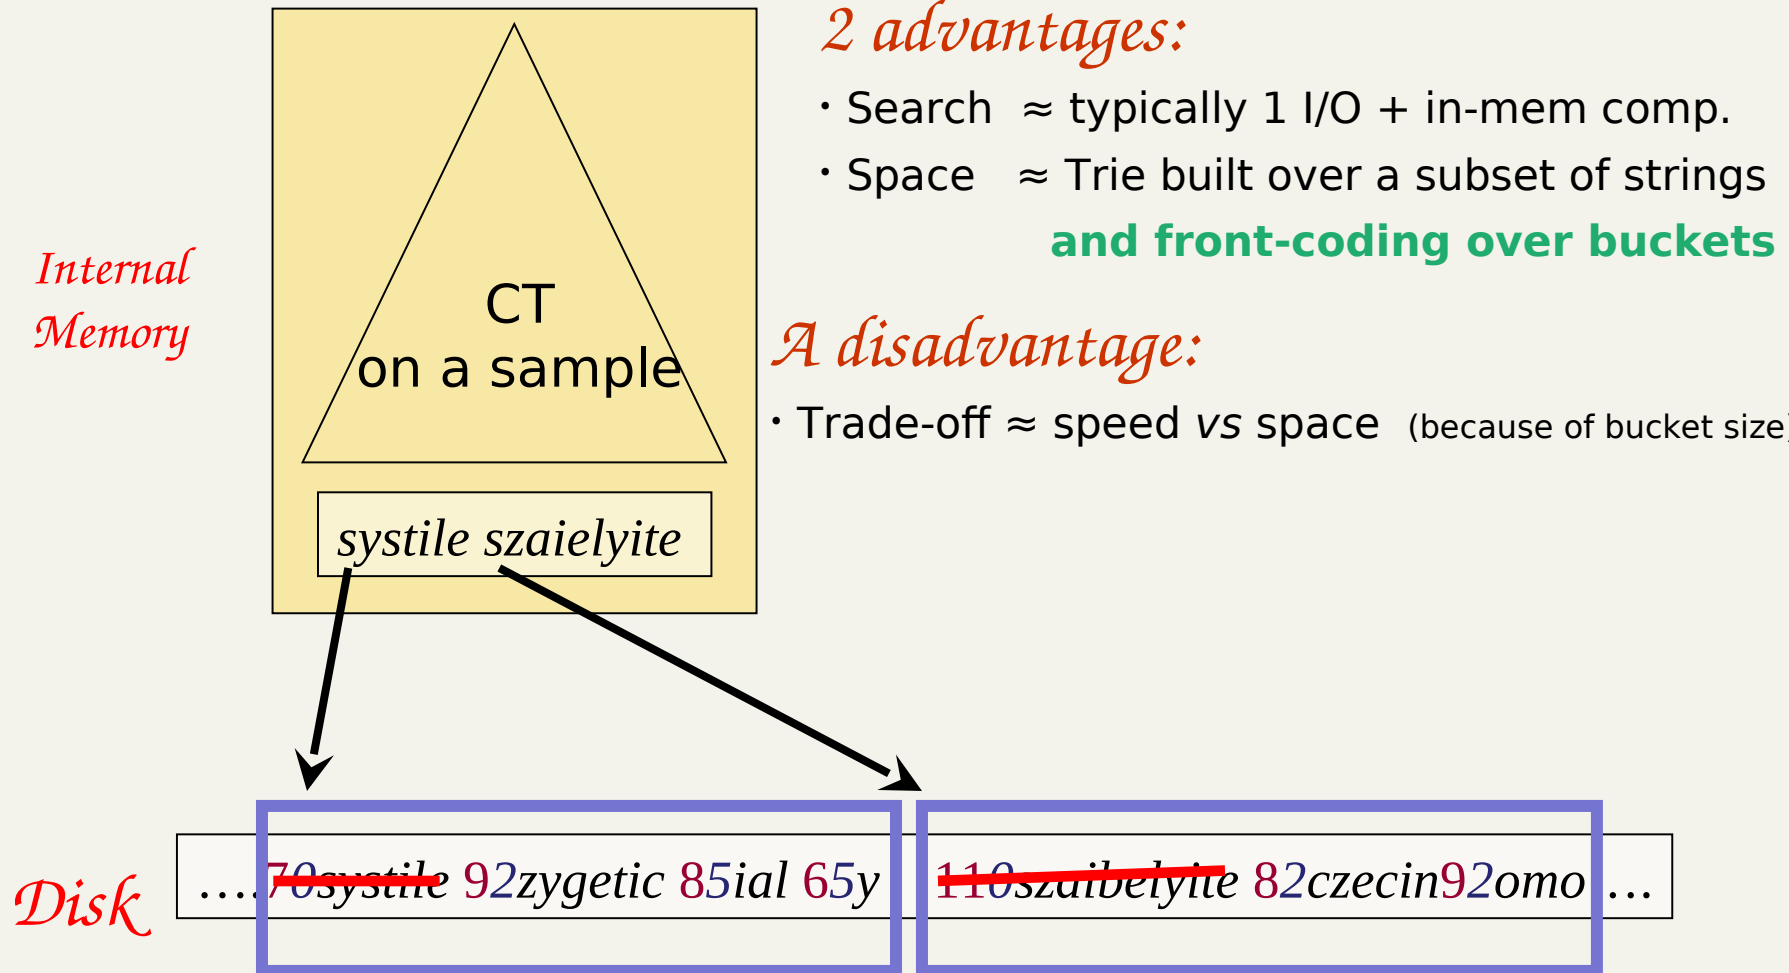 2 advantages:
· Search ≈ typically 1 I/O + in-mem comp.
· Space ≈ Trie built over a subset of strings
and front-coding over buckets
Internal
Memory
CT
on a sample
A disadvantage:
· Trade-off ≈ speed vs space (because of bucket size)
systile szaielyite
Disk
….70systile 92zygetic 85ial 65y 110szaibelyite 82czecin92omo ….